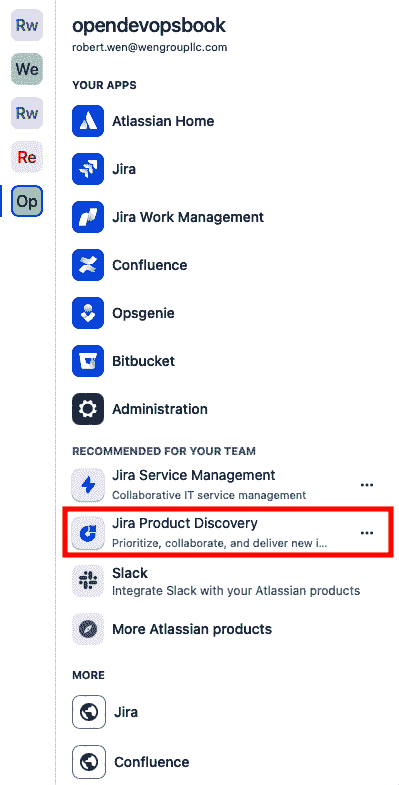 Rw
We
Rw
Re
Op
opendevopsbook
robert.wen@wengroupllc.com
YOUR APPS
Atlassian Home
Jira
Jira Work Management
Confluence
Opsgenie
Bitbucket
Administration
RECOMMENDED FOR YOUR TEAM
Jira Service Management
Collaborative IT service management
Jira Product Discovery
Prioritize, collaborate, and deliver new i...
Slack
Integrate Slack with your Atlassian products
More Atlassian products
MORE
Jira
Confluence